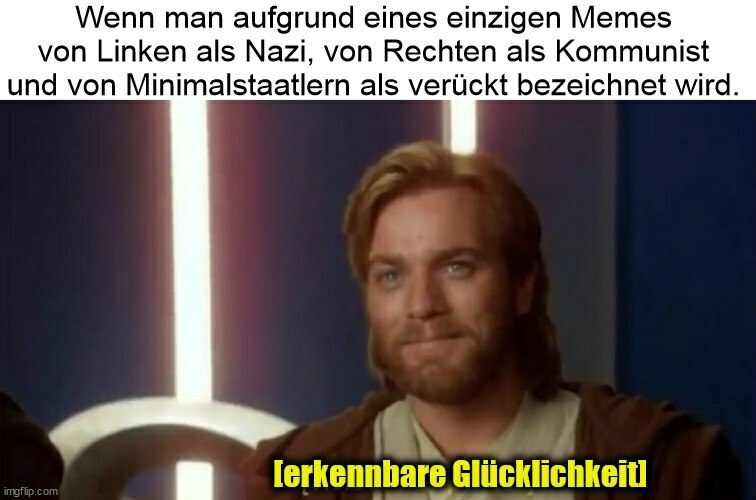 Wenn man aufgrund eines einzigen Memes
von Linken als Nazi, von Rechten als Kommunist
und von Minimalstaatlern als verückt bezeichnet wird.
[erkennbare Glücklichkeit]
imgflip.com